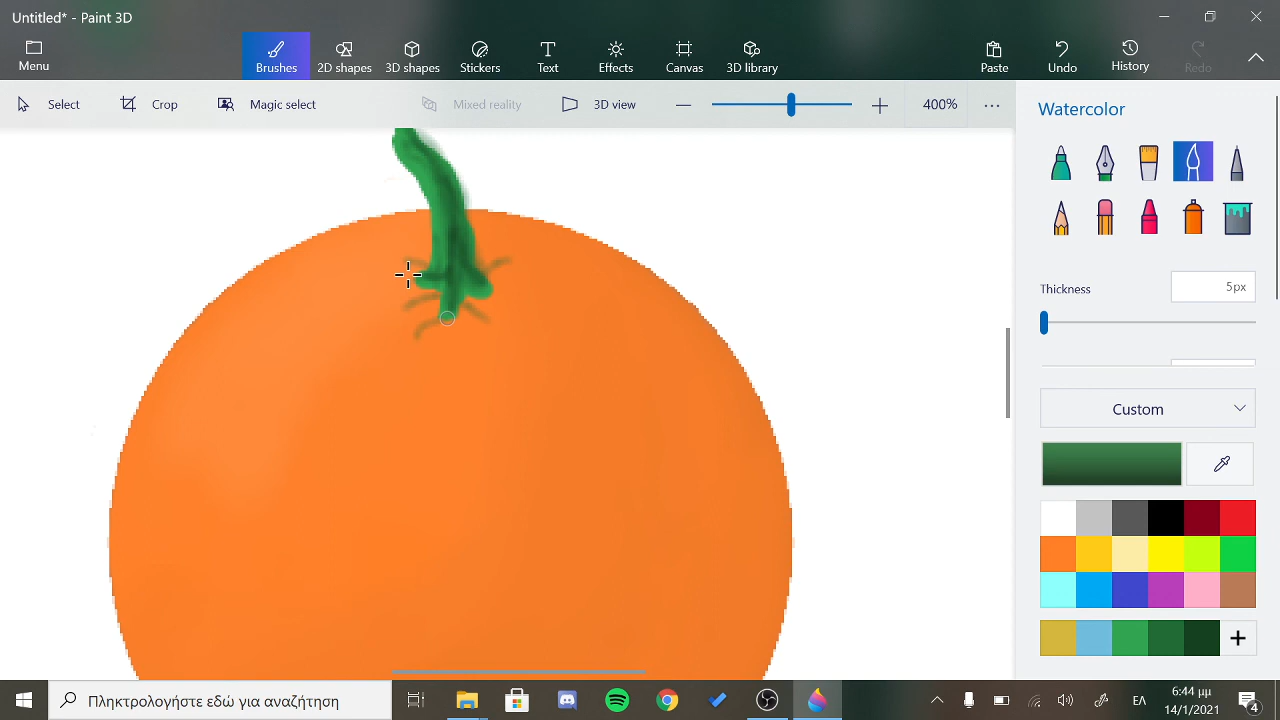 Untitled* - Paint 3D
Menu
Brushes
2D shapes
3D shapes
Stickers
Text
Effects
Canvas
3D library
Paste
Undo
History
Redo
Select
Crop
Magic select
Mixed reality
3D view
400%
Watercolor
Thickness
5px
Custom
Πληκτρολογήστε εδώ για αναζήτηση
ΕΛ
6:44 μμ
14/1/2021
4